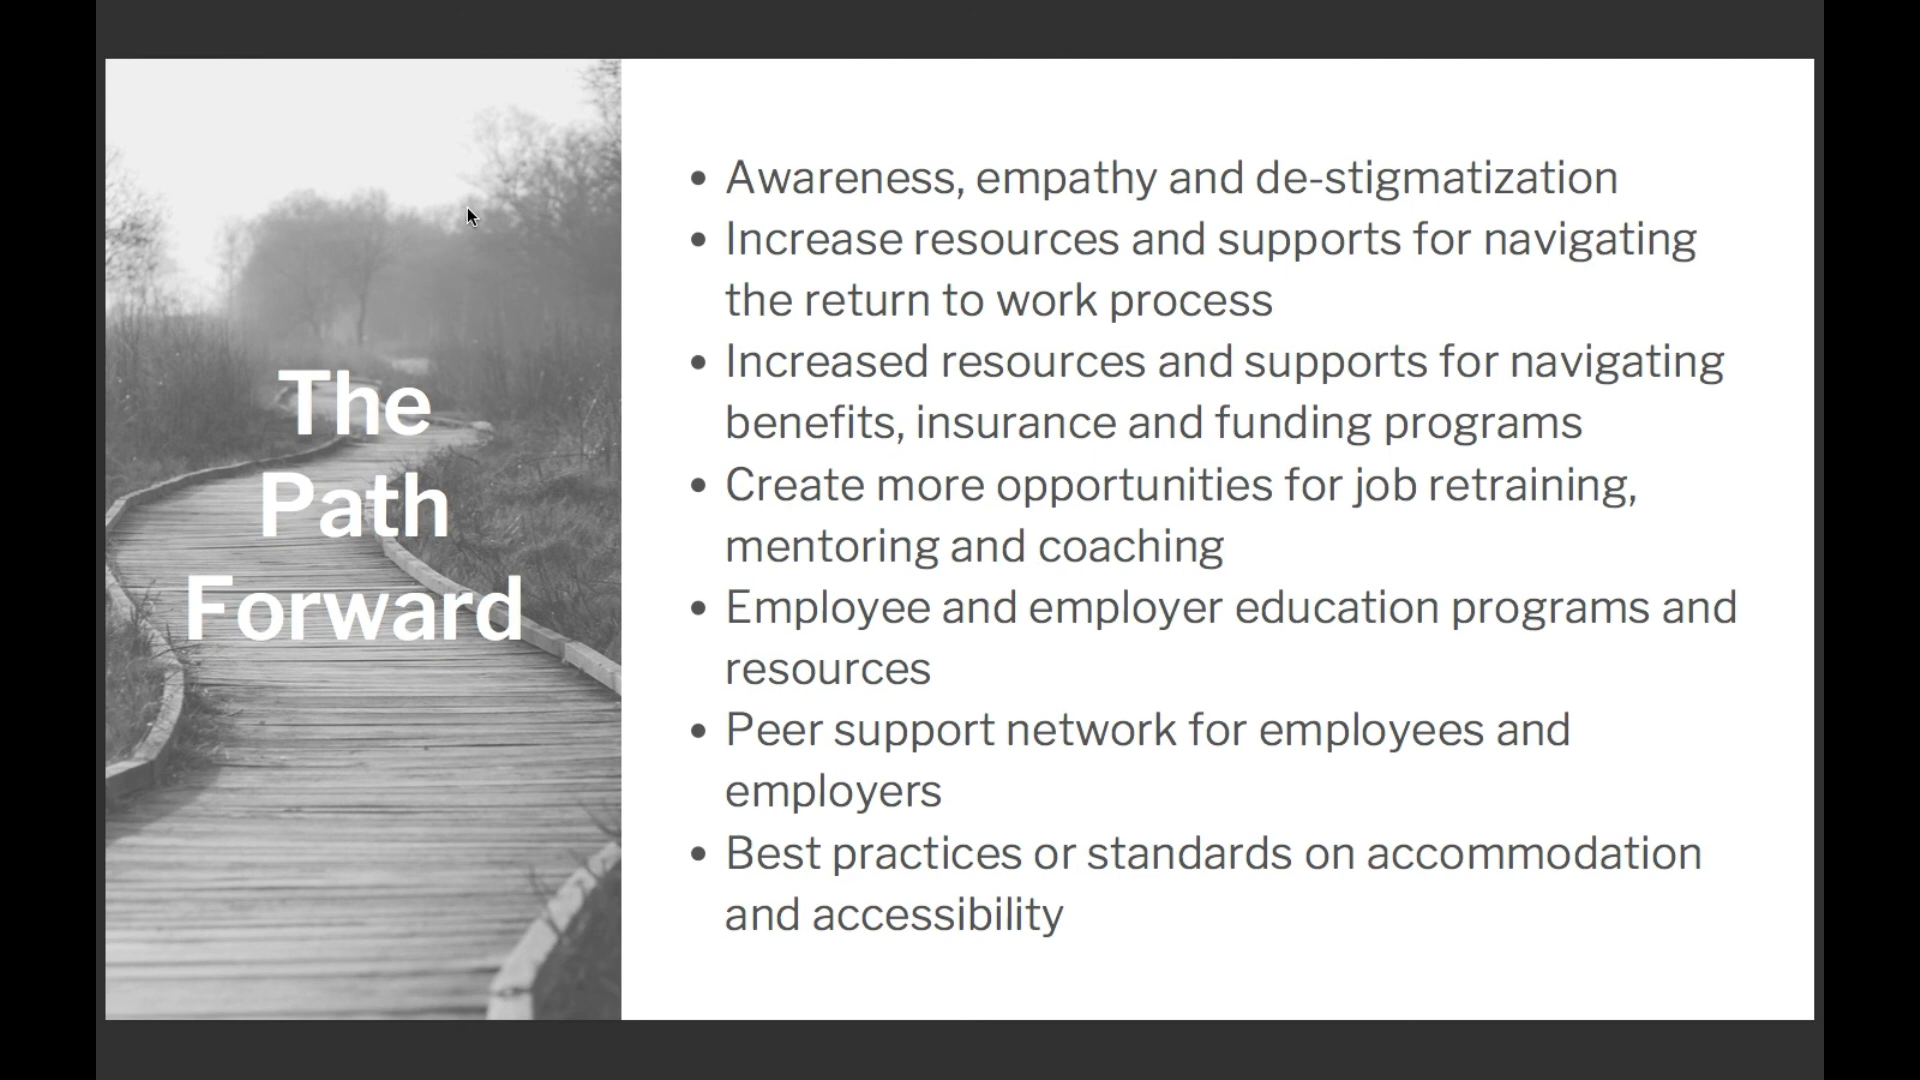 The
Path
Forward
• Awareness, empathy and de-stigmatization
• Increase resources and supports for navigating
the return to work process
• Increased resources and supports for navigating
benefits, insurance and funding programs
• Create more opportunities for job retraining,
mentoring and coaching
• Employee and employer education programs and
resources
• Peer support network for employees and
employers
• Best practices or standards on accommodation
and accessibility